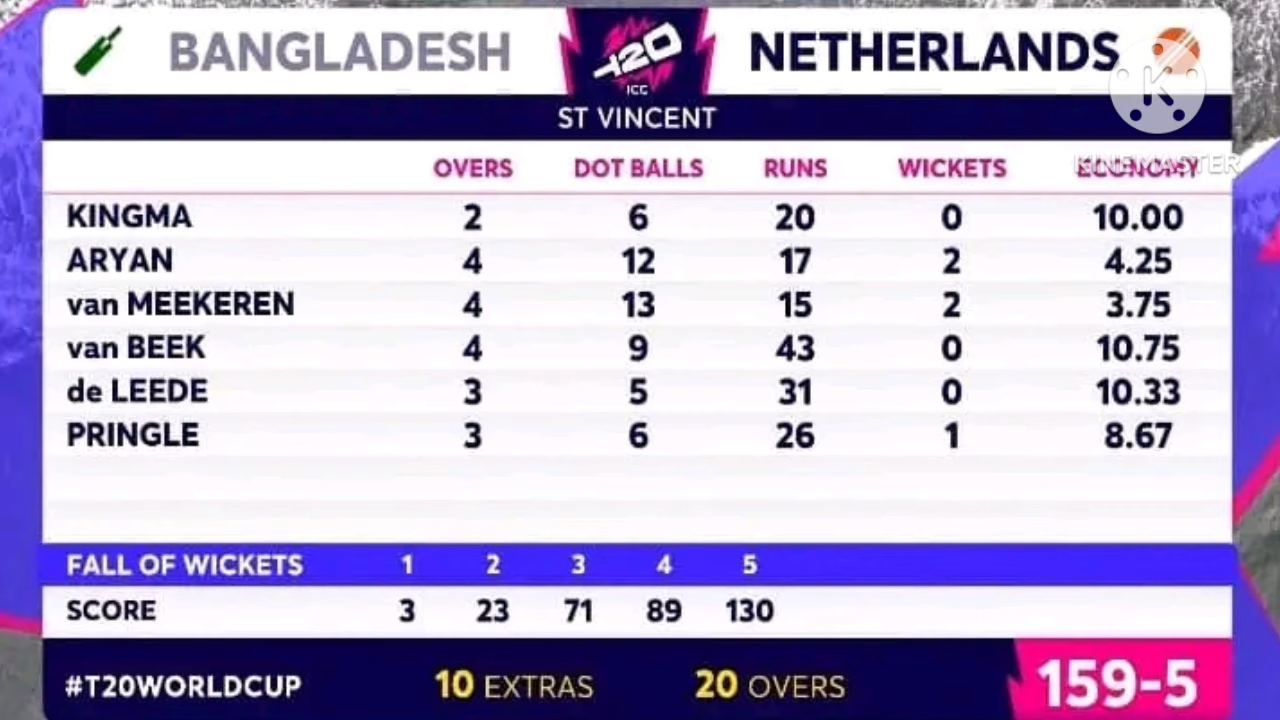 BANGLADESH T20 ICC NETHERLANDS
K
ST VINCENT
KINEMASTER
OVERS DOT BALLS RUNS WICKETS ECONOMY
KINGMA 2 6 20 0 10.00
ARYAN 4 12 17 2 4.25
van MEEKEREN 4 13 15 2 3.75
van BEEK 4 9 43 0 10.75
de LEEDE 3 5 31 0 10.33
PRINGLE 3 6 26 1 8.67
FALL OF WICKETS 1 2 3 4 5
SCORE 3 23 71 89 130
#T20WORLDCUP 10 EXTRAS 20 OVERS 159-5